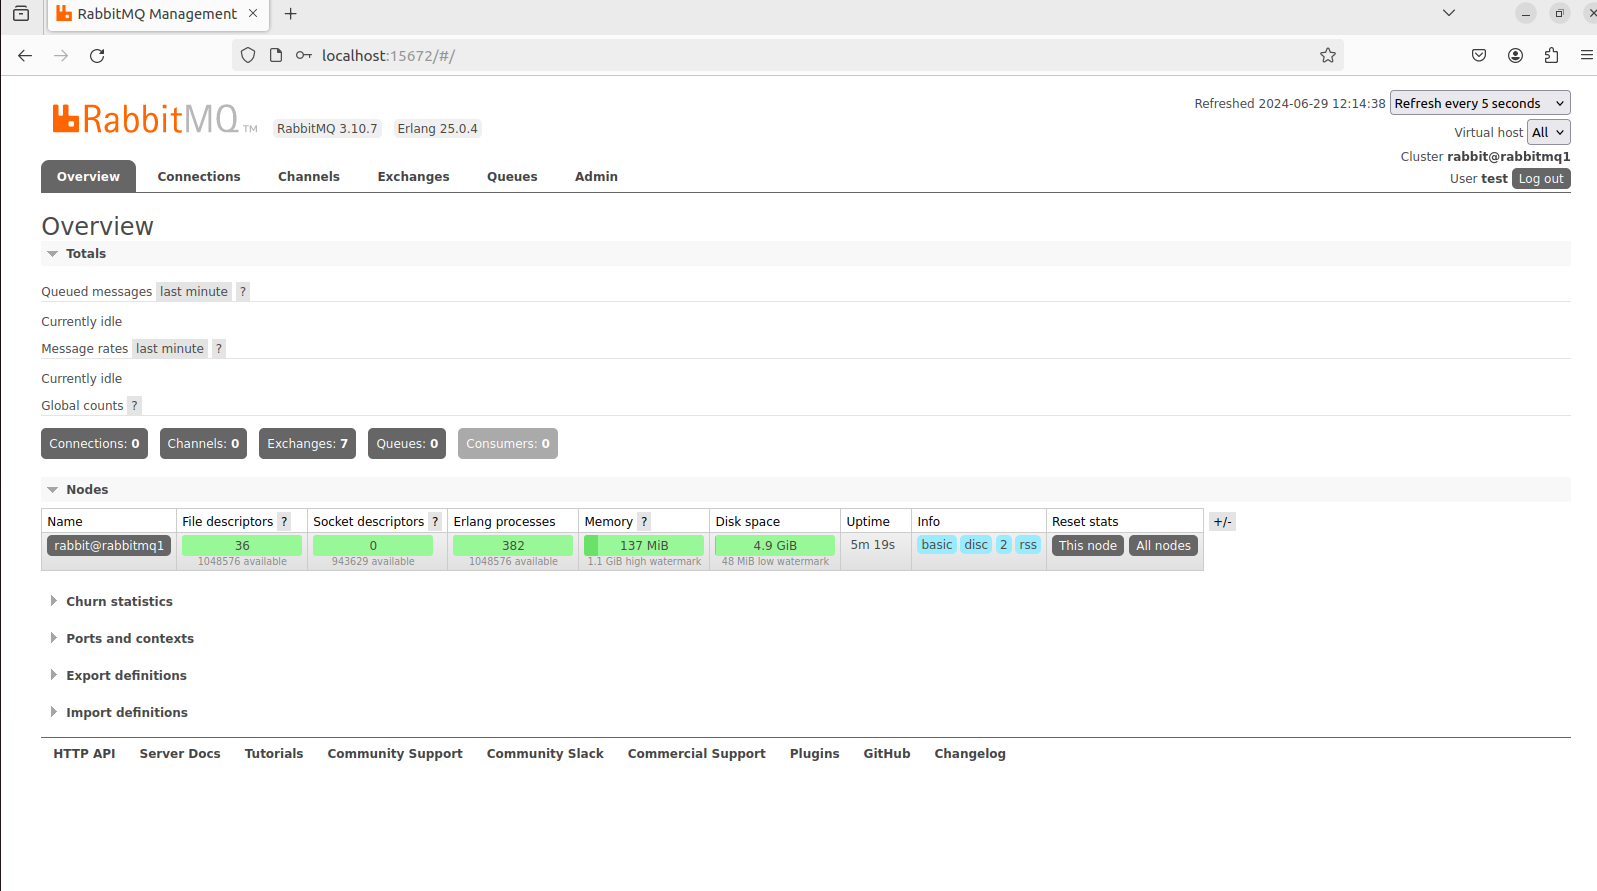 RabbitMQ Management
localhost:15672/#/
RabbitMQ TM RabbitMQ 3.10.7 Erlang 25.0.4
Refreshed 2024-06-29 12:14:38 Refresh every 5 seconds
Virtual host All
Cluster rabbit@rabbitmq1
User test Log out
Overview Connections Channels Exchanges Queues Admin
Overview
Totals
Queued messages last minute ?
Currently idle
Message rates last minute ?
Currently idle
Global counts ?
Connections: 0 Channels: 0 Exchanges: 7 Queues: 0 Consumers: 0
Nodes
Name File descriptors ? Socket descriptors ? Erlang processes Memory ? Disk space Uptime Info Reset stats +/-
rabbit@rabbitmq1 36 0 382 137 MiB 4.9 GiB 5m 19s basic disc 2 rss This node All nodes
1048576 available 943629 available 1048576 available 1.1 GiB high watermark 48 MiB low watermark
Churn statistics
Ports and contexts
Export definitions
Import definitions
HTTP API Server Docs Tutorials Community Support Community Slack Commercial Support Plugins GitHub Changelog